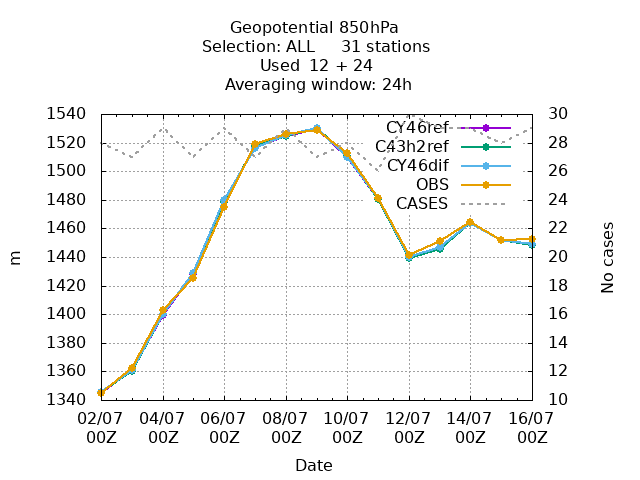 Geopotential 850hPa
Selection: ALL 31 stations
Used 12 + 24
Averaging window: 24h
1540
1520
1500
1480
1460
1440
1420
1400
1380
1360
1340
m
30
28
26
24
22
20
18
16
14
12
10
No cases
CY46ref
C43h2ref
CY46dif
OBS
CASES
02/07 04/07 06/07 08/07 10/07 12/07 14/07 16/07
00Z 00Z 00Z 00Z 00Z 00Z 00Z 00Z
Date